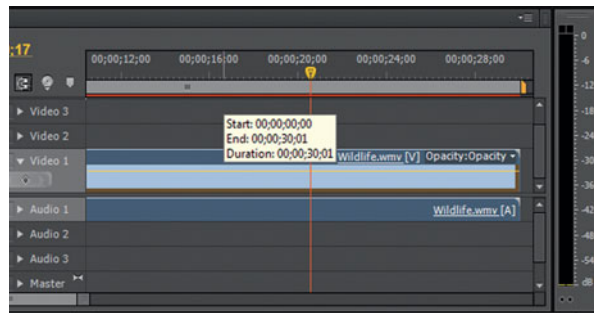 ;17
00;00;12;00 00;00;16;00 00;00;20;00 00;00;24;00 00;00;28;00
Video 3
Video 2
Video 1
Start: 00;00;00;00
End: 00;00;30;01
Duration: 00;00;30;01
Wildlife.wmv [V] Opacity:Opacity
Audio 1
Wildlife.wmv [A]
Audio 2
Audio 3
Master
0
-6
-12
-18
-24
-30
-36
-42
-48
-54
dB